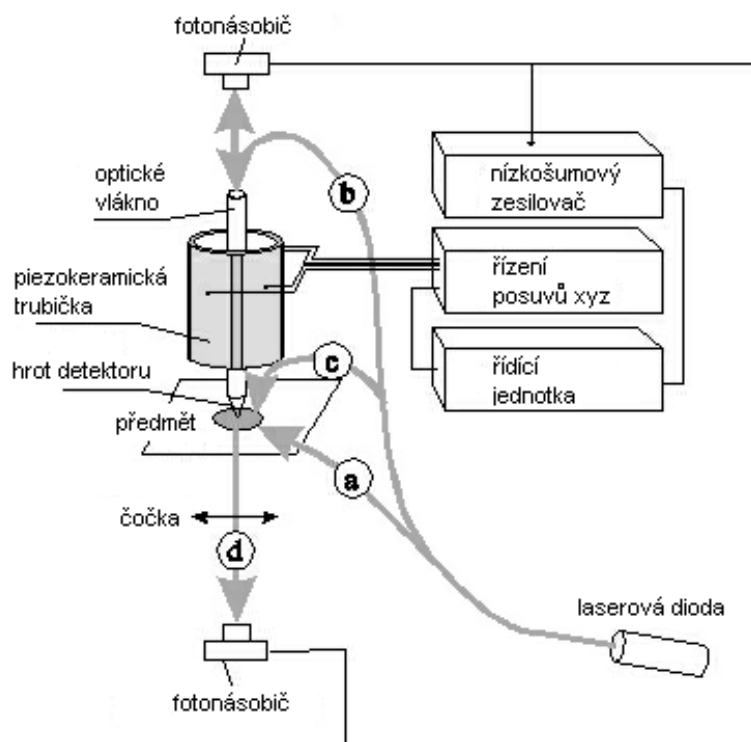 fotonásobič
optické
vlákno
b
nízkošumový
zesilovač
piezokeramická
trubička
řízení
posuvů xyz
hrot detektoru
c
řídící
jednotka
předmět
a
čočka
d
laserová dioda
fotonásobič